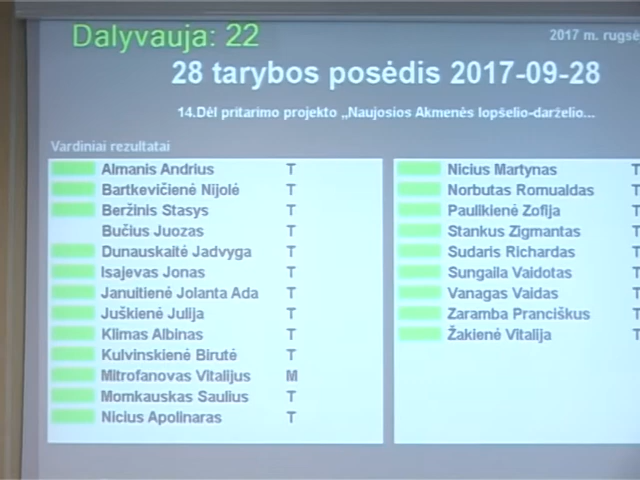 Dalyvauja: 22
2017 m. rugsė
28 tarybos posėdis 2017-09-28
14.Dėl pritarimo projekto „Naujosios Akmenės lopšelio-darželio...
Vardiniai rezultatai
Almanis Andrius T
Bartkevičienė Nijolė T
Beržinis Stasys T
Bučius Juozas T
Dunauskaitė Jadvyga T
Isajevas Jonas T
Janultienė Jolanta Ada T
Juškienė Julija T
Klimas Albinas T
Kulvinskienė Birutė T
Mitrofanovas Vitalijus M
Momkauskas Saulius T
Nicius Apolinaras T
Nicius Martynas T
Norbutas Romualdas T
Paulikienė Zofija T
Stankus Zigmantas T
Sudaris Richardas T
Sungaila Vaidotas T
Vanagas Vaidas T
Zaramba Pranciškus T
Žakienė Vitalija T